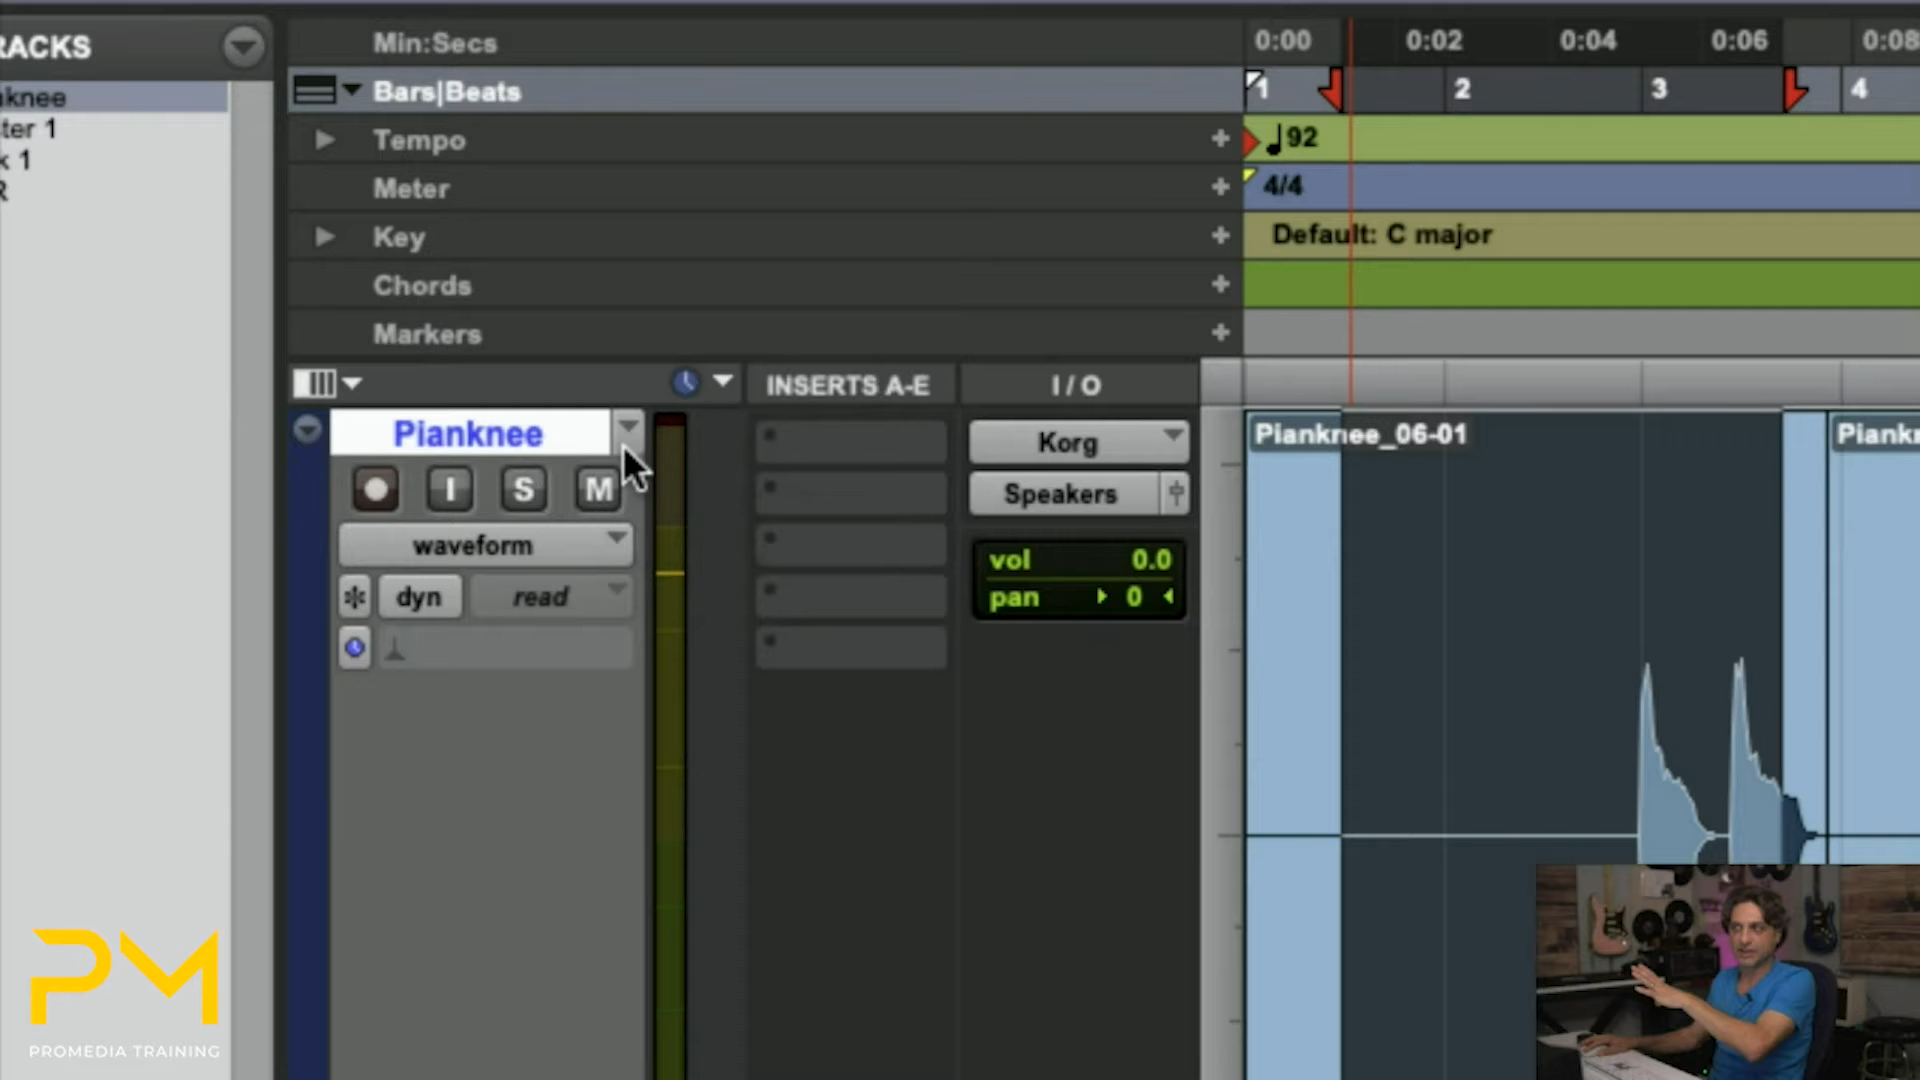 RACKS
knee
ter 1
k 1
R
Min:Secs
0:00
0:02
0:04
0:06
0:08
Bars|Beats
1
2
3
4
Tempo
92
Meter
4/4
Key
Default: C major
Chords
Markers
INSERTS A-E
I / O
Pianknee
I
S
M
waveform
dyn
read
Korg
Speakers
vol
0.0
pan
0
Pianknee_06-01
Piankn
PM
PROMEDIA TRAINING